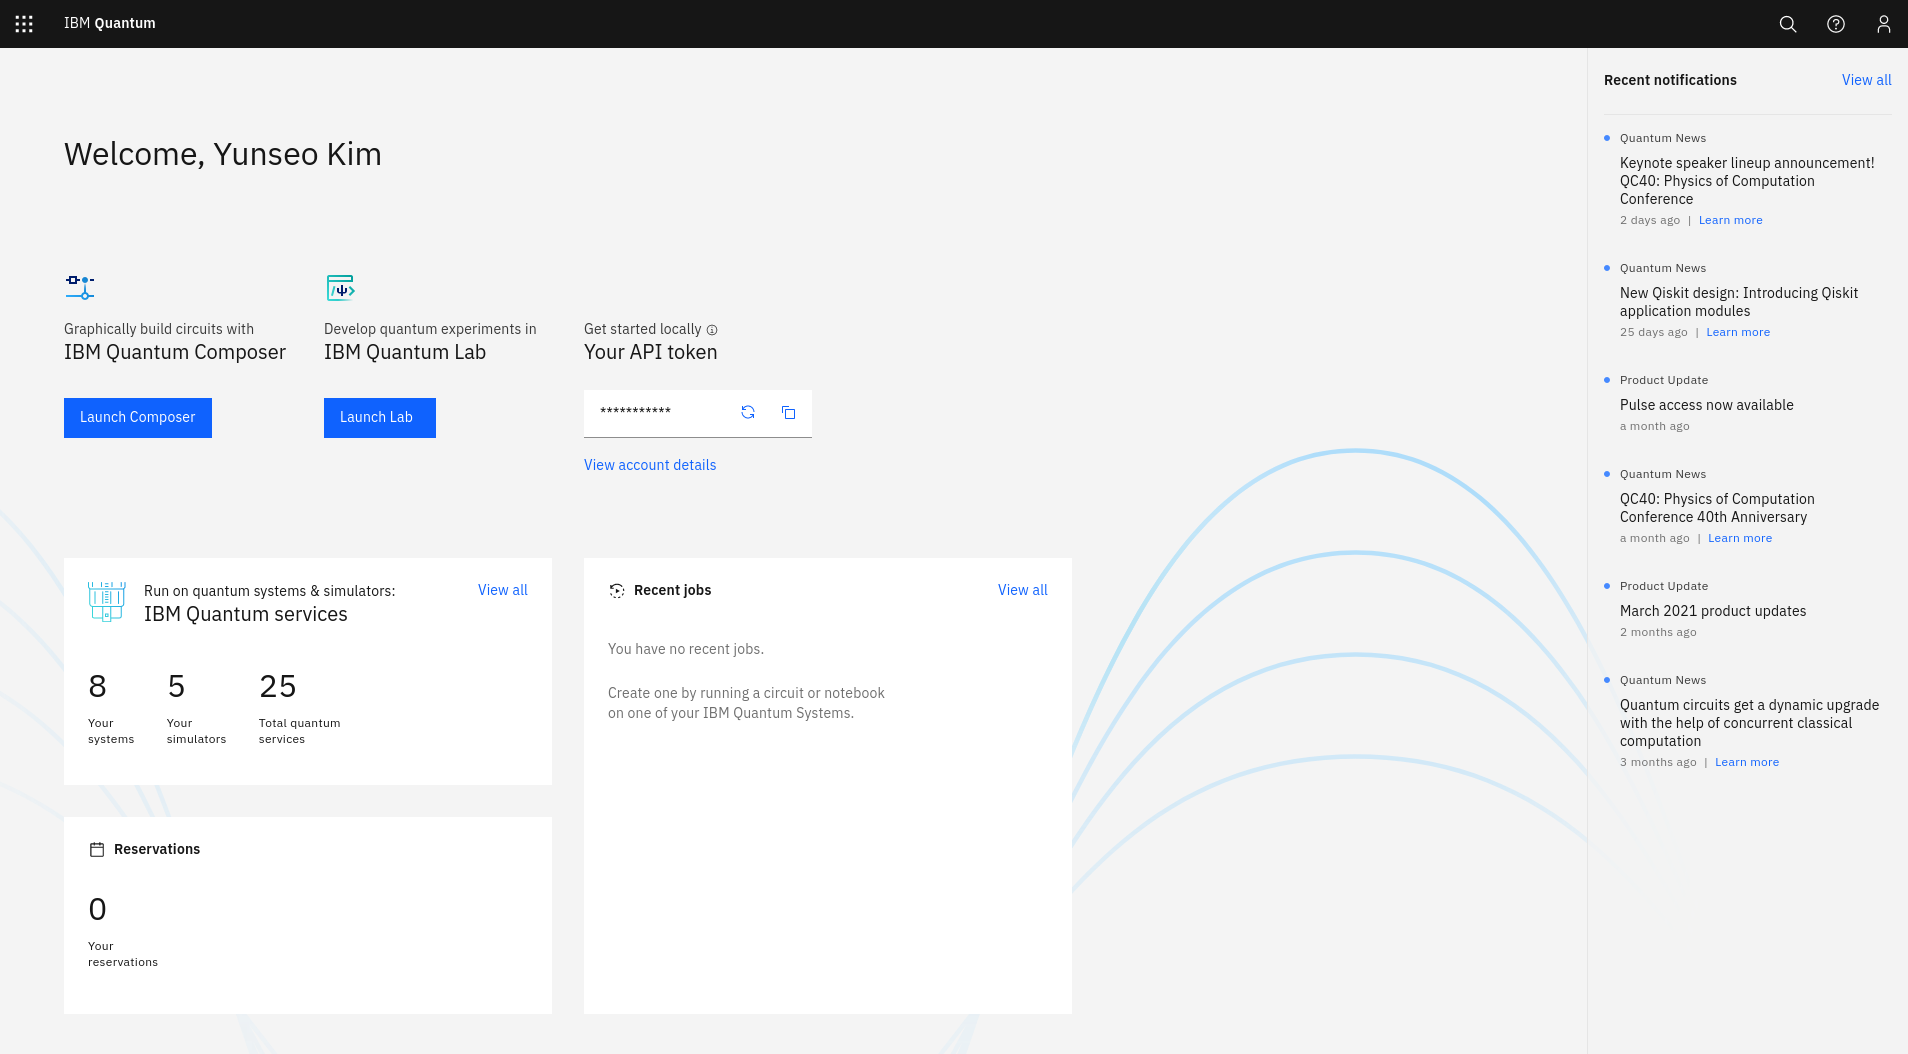 IBM Quantum
Welcome, Yunseo Kim
Graphically build circuits with
IBM Quantum Composer
Launch Composer
Develop quantum experiments in
IBM Quantum Lab
Launch Lab
Get started locally
Your API token
***********
View account details
Run on quantum systems & simulators:
IBM Quantum services
View all
8
Your
systems
5
Your
simulators
25
Total quantum
services
Reservations
0
Your
reservations
Recent jobs
View all
You have no recent jobs.
Create one by running a circuit or notebook
on one of your IBM Quantum Systems.
Recent notifications
View all
Quantum News
Keynote speaker lineup announcement!
QC40: Physics of Computation
Conference
2 days ago | Learn more
Quantum News
New Qiskit design: Introducing Qiskit
application modules
25 days ago | Learn more
Product Update
Pulse access now available
a month ago
Quantum News
QC40: Physics of Computation
Conference 40th Anniversary
a month ago | Learn more
Product Update
March 2021 product updates
2 months ago
Quantum News
Quantum circuits get a dynamic upgrade
with the help of concurrent classical
computation
3 months ago | Learn more